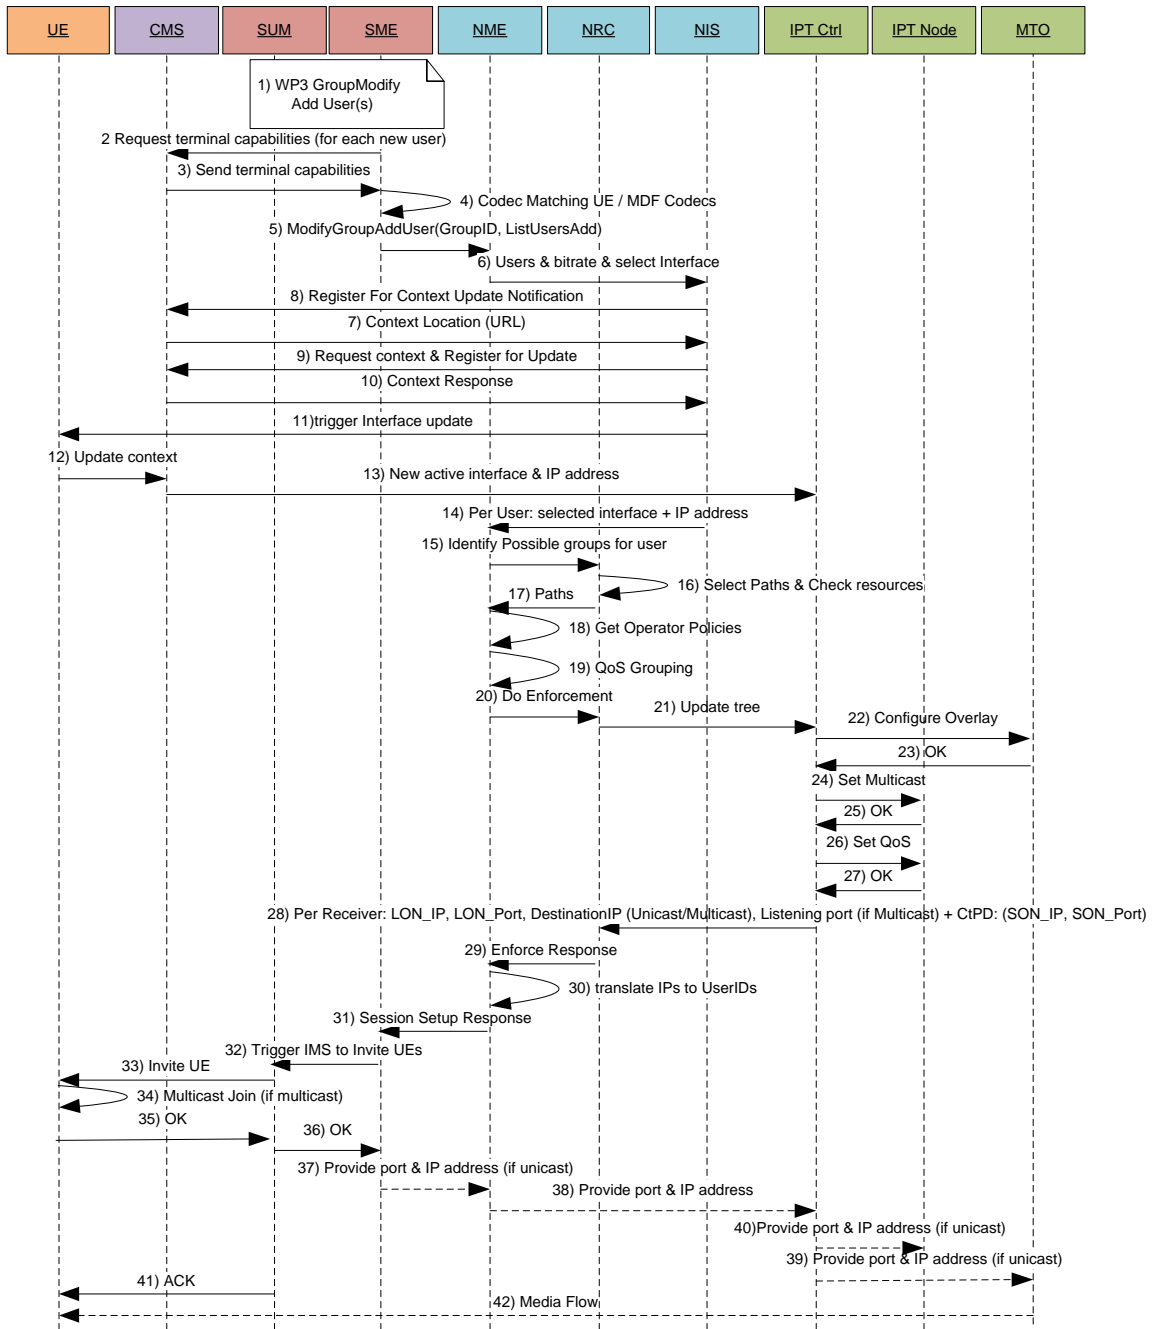 UE
CMS
SUM
SME
NME
NRC
NIS
IPT Ctrl
IPT Node
MTO
1) WP3 GroupModify
Add User(s)
2 Request terminal capabilities (for each new user)
3) Send terminal capabilities
4) Codec Matching UE / MDF Codecs
5) ModifyGroupAddUser(GroupID, ListUsersAdd)
6) Users & bitrate & select Interface
8) Register For Context Update Notification
7) Context Location (URL)
9) Request context & Register for Update
10) Context Response
11)trigger Interface update
12) Update context
13) New active interface & IP address
14) Per User: selected interface + IP address
15) Identify Possible groups for user
16) Select Paths & Check resources
17) Paths
18) Get Operator Policies
19) QoS Grouping
20) Do Enforcement
21) Update tree
22) Configure Overlay
23) OK
24) Set Multicast
25) OK
26) Set QoS
27) OK
28) Per Receiver: LON_IP, LON_Port, DestinationIP (Unicast/Multicast), Listening port (if Multicast) + CtPD: (SON_IP, SON_Port)
29) Enforce Response
30) translate IPs to UserIDs
31) Session Setup Response
32) Trigger IMS to Invite UEs
33) Invite UE
34) Multicast Join (if multicast)
35) OK
36) OK
37) Provide port & IP address (if unicast)
38) Provide port & IP address
40)Provide port & IP address (if unicast)
39) Provide port & IP address (if unicast)
41) ACK
42) Media Flow